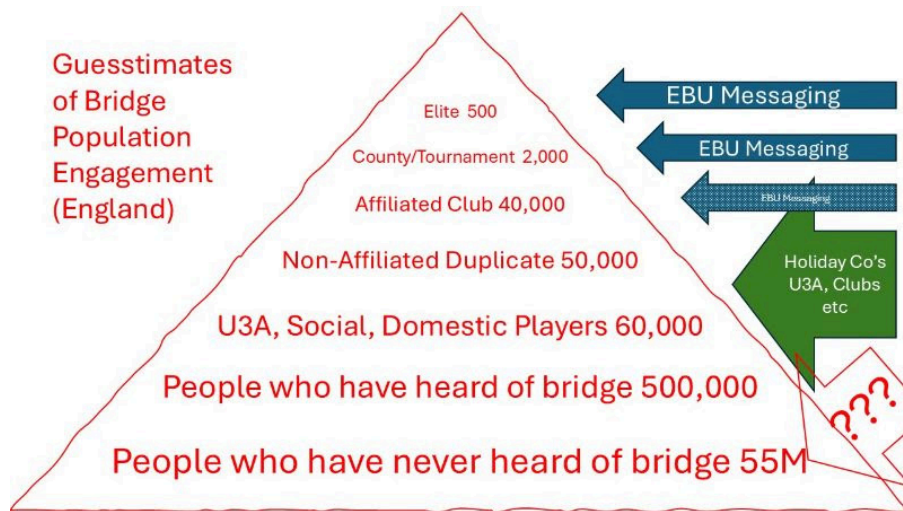 Guesstimates
of Bridge
Population
Engagement
(England)
Elite 500
County/Tournament 2,000
Affiliated Club 40,000
Non-Affiliated Duplicate 50,000
U3A, Social, Domestic Players 60,000
People who have heard of bridge 500,000
People who have never heard of bridge 55M
EBU Messaging
EBU Messaging
EBU Messaging
Holiday Co's
U3A, Clubs
etc
???